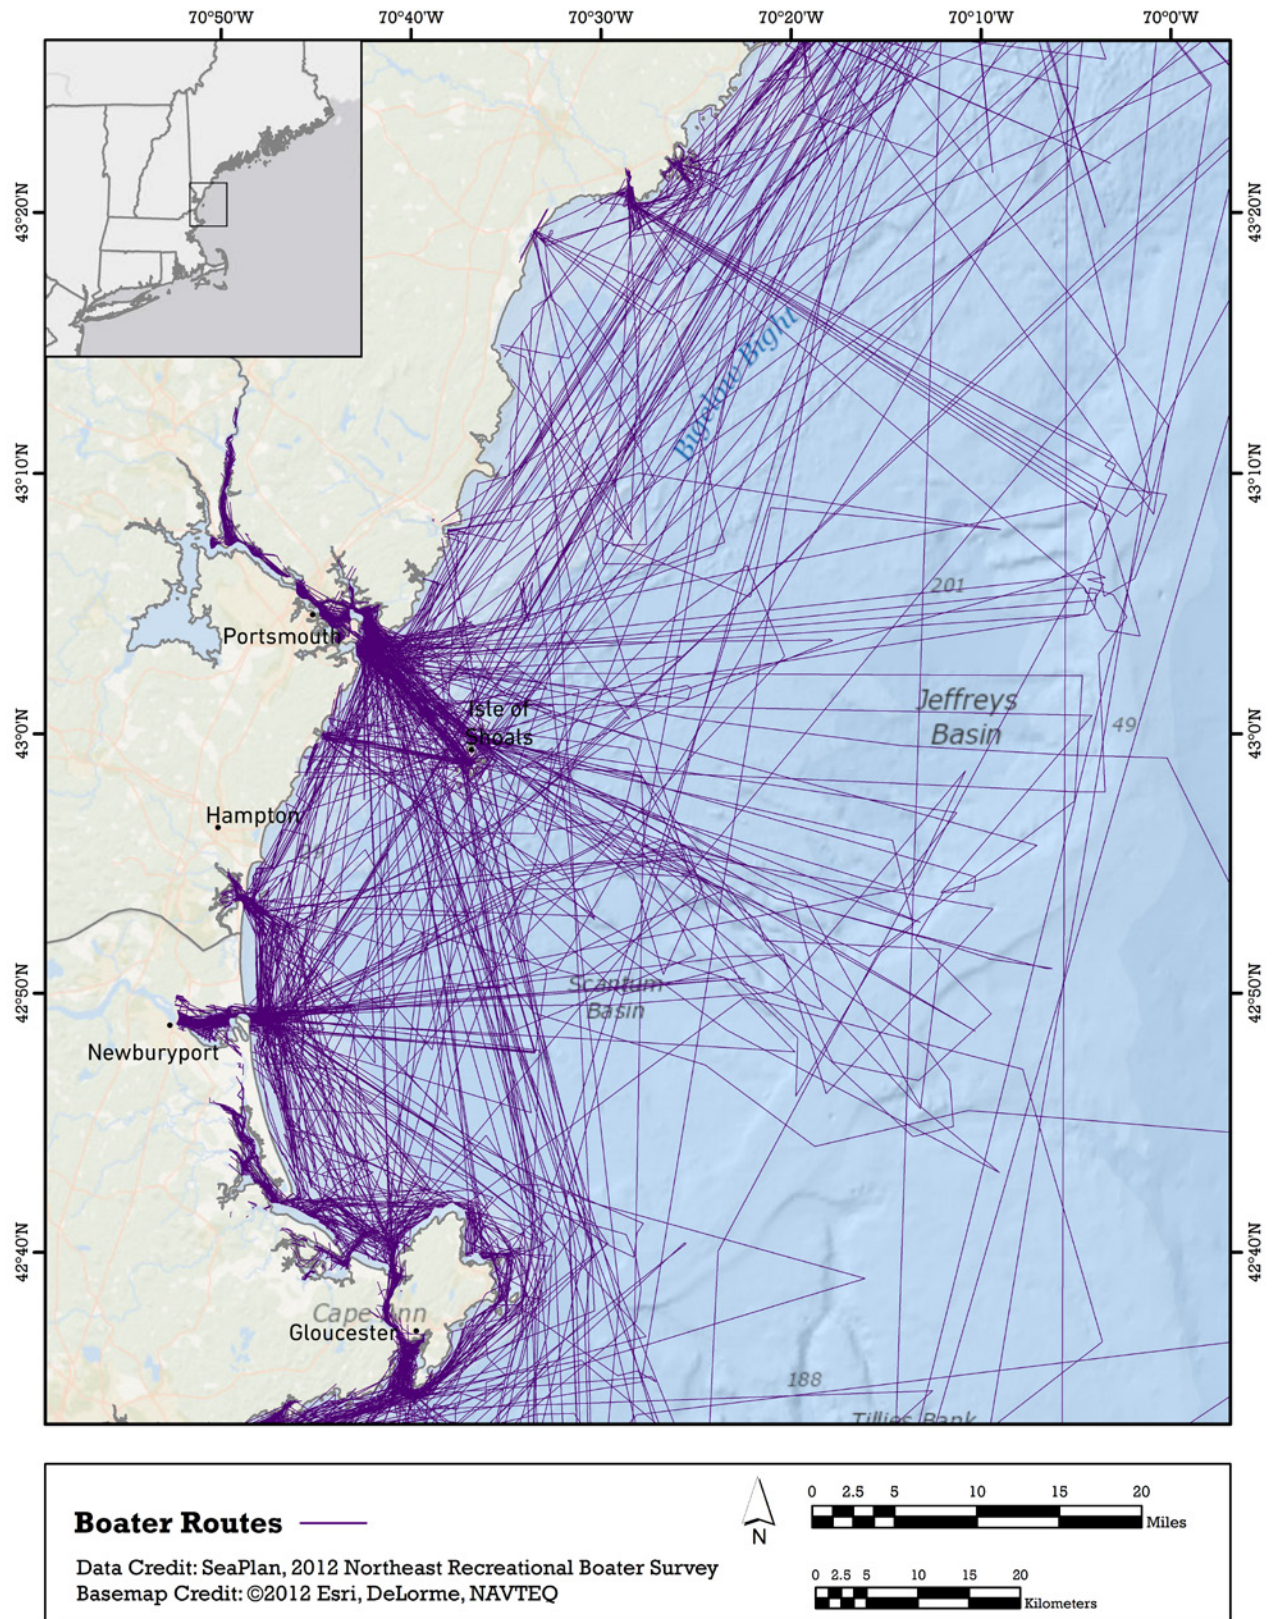 70°50'W 70°40'W 70°30'W 70°20'W 70°10'W 70°0'W
43°20'N 43°20'N
Bigelow Bight
43°10'N 43°10'N
201
Portsmouth
Jeffreys
Basin
Isle of
Shoals
49
43°0'N 43°0'N
Hampton
Scantum
Basin
42°50'N 42°50'N
Newburyport
42°40'N 42°40'N
Cape Ann
Gloucester
188
Tillies Bank
Boater Routes
N
0 2.5 5 10 15 20
Miles
Data Credit: SeaPlan, 2012 Northeast Recreational Boater Survey
Basemap Credit: ©2012 Esri, DeLorme, NAVTEQ
0 2.5 5 10 15 20
Kilometers